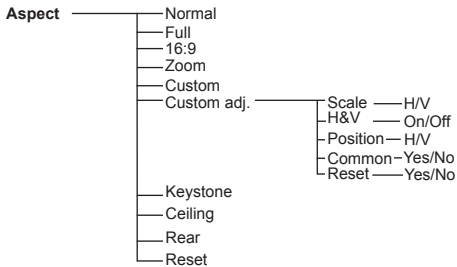 Aspect
Normal
Full
16:9
Zoom
Custom
Custom adj.
Scale H/V
H&V On/Off
Position H/V
Common Yes/No
Reset Yes/No
Keystone
Ceiling
Rear
Reset